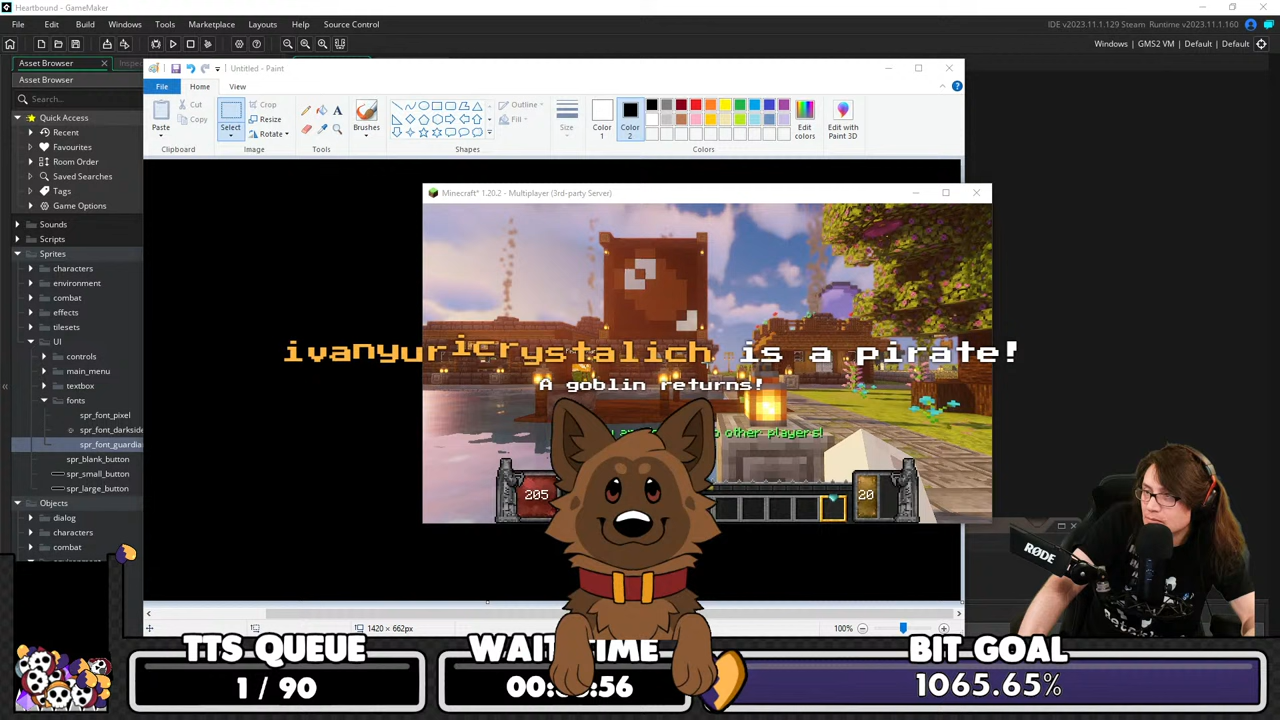 Heartbound - GameMaker
File Edit Build Windows Tools Marketplace Layouts Help Source Control
IDE v2023.11.1.129 Steam Runtime v2023.11.1.160
Windows | GMS2 VM | Default | Default
Asset Browser
Asset Browser
Search...
Quick Access
Recent
Favourites
Room Order
Saved Searches
Tags
Game Options
Sounds
Scripts
Sprites
characters
environment
combat
effects
tilesets
UI
controls
main_menu
textbox
fonts
spr_font_pixel
spr_font_darkside
spr_font_guardia
spr_blank_button
spr_small_button
spr_large_button
Objects
dialog
characters
combat
Untitled - Paint
File Home View
Paste
Cut
Copy
Clipboard
Select
Crop
Resize
Rotate
Image
Tools
Brushes
Outline
Fill
Shapes
Size
Color 1
Color 2
Edit colors
Edit with Paint 3D
Colors
Minecraft* 1.20.2 - Multiplayer (3rd-party Server)
ivanyuriCrystalich is a pirate!
A goblin returns!
other players!
205
20
1420 × 662px
100%
RØDE
TTS QUEUE
1 / 90
WAIT TIME
56
BIT GOAL
1065.65%